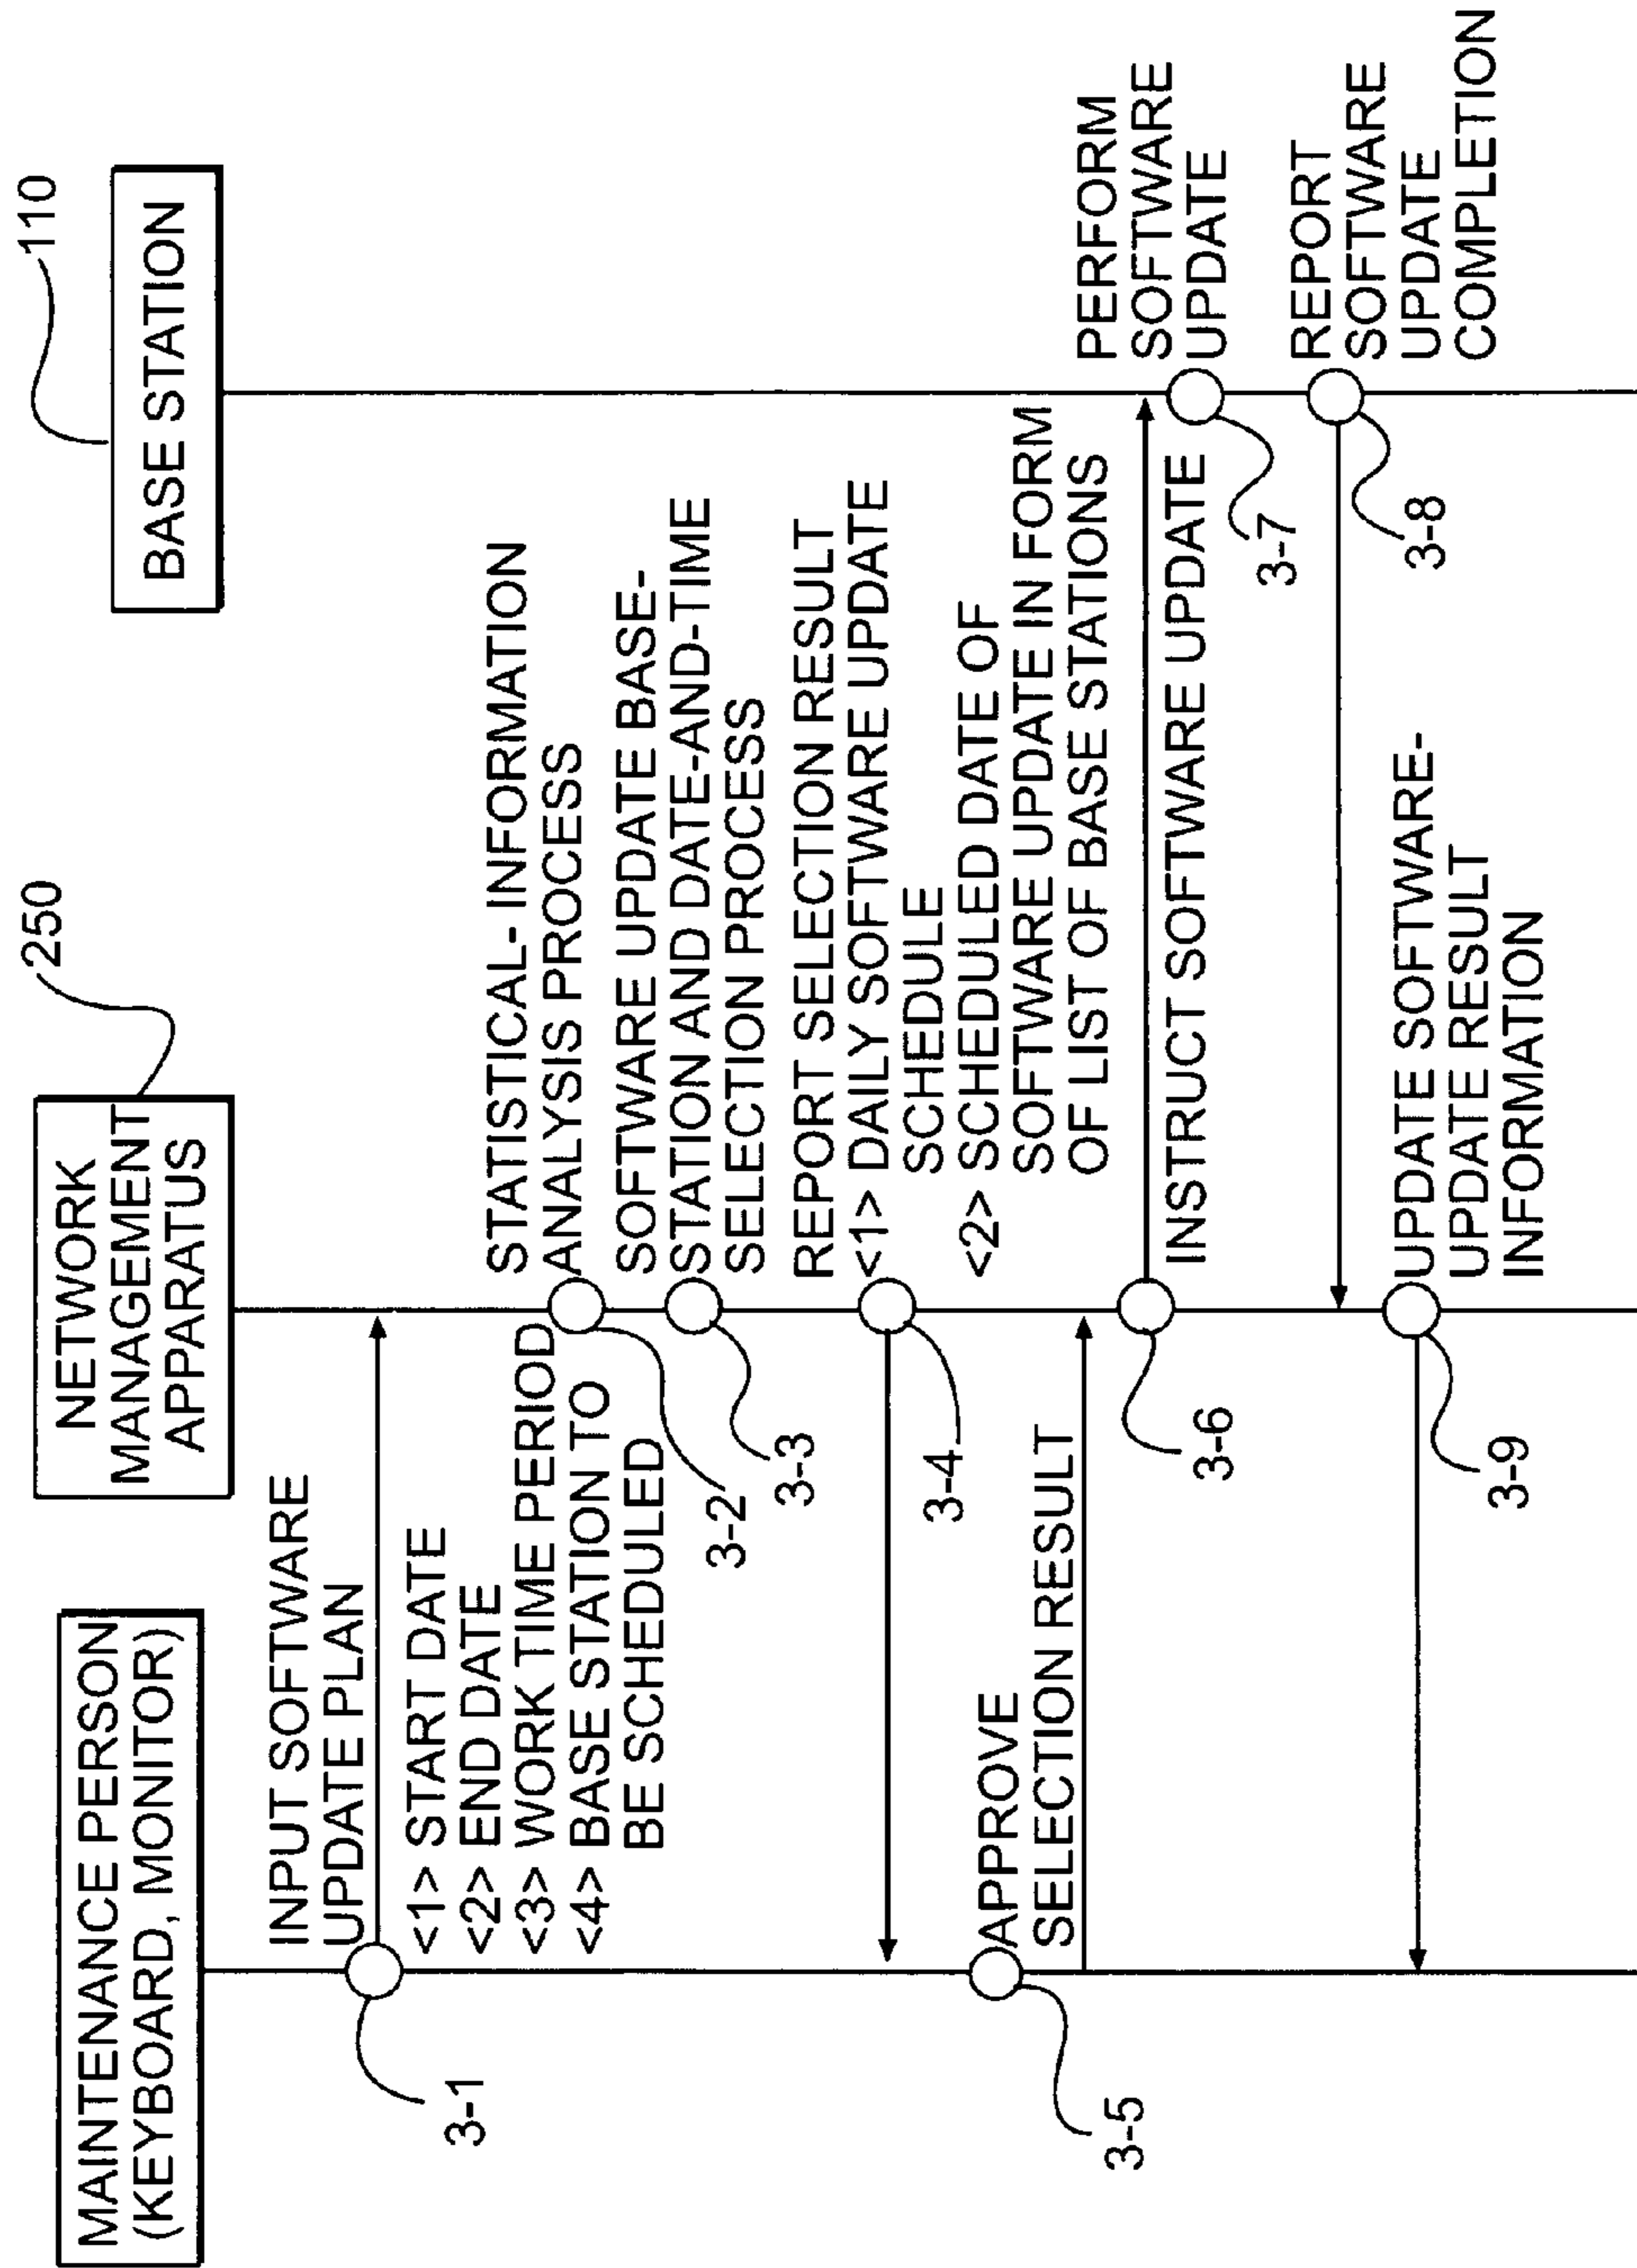 MAINTENANCE PERSON
(KEYBOARD, MONITOR)
NETWORK
MANAGEMENT
APPARATUS
250
BASE STATION
110
INPUT SOFTWARE
UPDATE PLAN
3-1
<1> START DATE
<2> END DATE
<3> WORK TIME PERIOD
<4> BASE STATION TO
BE SCHEDULED
STATISTICAL- INFORMATION
ANALYSIS PROCESS
3-2
SOFTWARE UPDATE BASE-
STATION AND DATE-AND-TIME
SELECTION PROCESS
3-3
REPORT SELECTION RESULT
<1> DAILY SOFTWARE UPDATE
SCHEDULE
<2> SCHEDULED DATE OF
SOFTWARE UPDATE IN FORM
OF LIST OF BASE STATIONS
3-4
APPROVE
SELECTION RESULT
3-5
INSTRUCT SOFTWARE UPDATE
3-6
PERFORM
SOFTWARE
UPDATE
3-7
REPORT
SOFTWARE
UPDATE
COMPLETION
3-8
UPDATE SOFTWARE-
UPDATE RESULT
INFORMATION
3-9